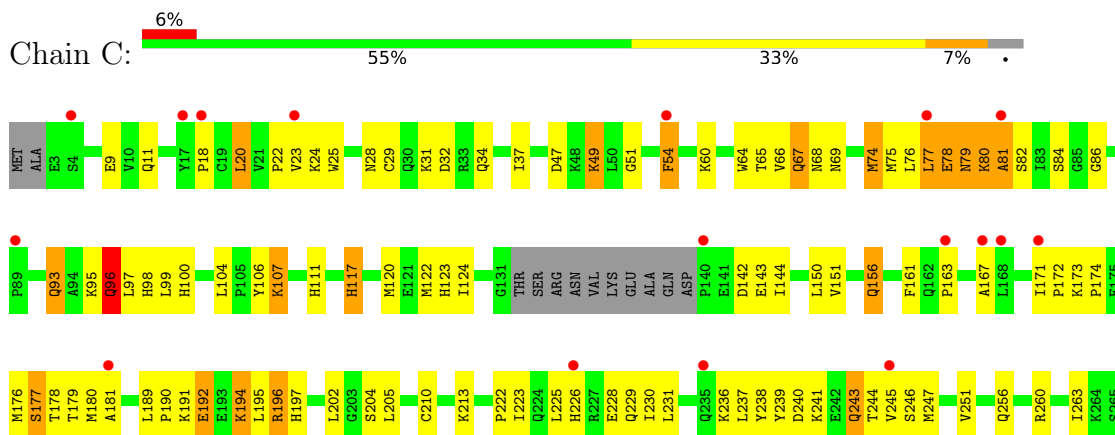 6%
Chain C:
55% 33% 7% •
MET ALA E3 S4 E9 V10 Q11 Y17 P18 C19 L20 V21 P22 V23 K24 W25 N28 C29 Q30 K31 D32 R33 Q34 I37 D47 K48 K49 L50 G51 F54 K60 W64 T65 V66 Q67 N68 N69 M74 M75 L76 L77 E78 N79 K80 A81 S82 I83 S84 G85 G86
P89 Q93 A94 K95 Q96 L97 H98 L99 H100 L104 P105 Y106 K107 H111 H117 M120 E121 M122 H123 I124 G131 THR SER ARG ASN VAL LYS GLU ALA GLN ASP P140 E141 D142 E143 I144 L150 V151 Q156 F161 Q162 P163 A167 L168 I171 P172 K173 P174 E175
M176 S177 T178 T179 M180 A181 L189 P190 K191 E192 E193 K194 L195 R196 H197 L202 G203 S204 L205 C210 K213 P222 I223 Q224 L225 H226 R227 E228 Q229 I230 L231 Q235 K236 L237 Y238 Y239 D240 K241 E242 Q243 T244 V245 S246 M247 V251 Q256 R260 I263 K264 S265